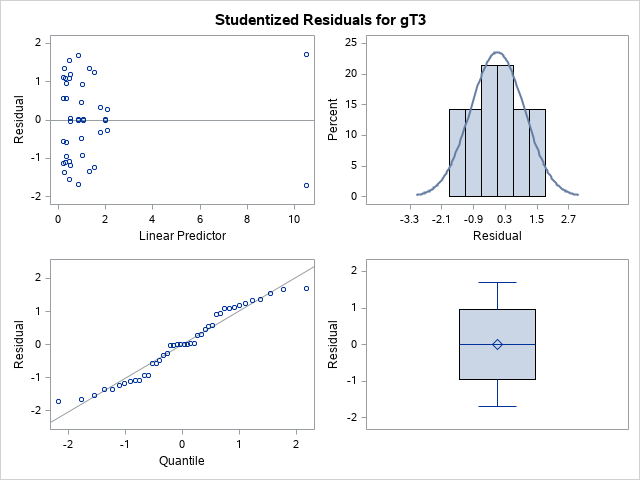 Studentized Residuals for gT3
2
1
0
-1
-2
Residual
0 2 4 6 8 10
Linear Predictor
25
20
15
10
5
0
Percent
-3.3 -2.1 -0.9 0.3 1.5 2.7
Residual
2
1
0
-1
-2
Residual
-2 -1 0 1 2
Quantile
2
1
0
-1
-2
Residual